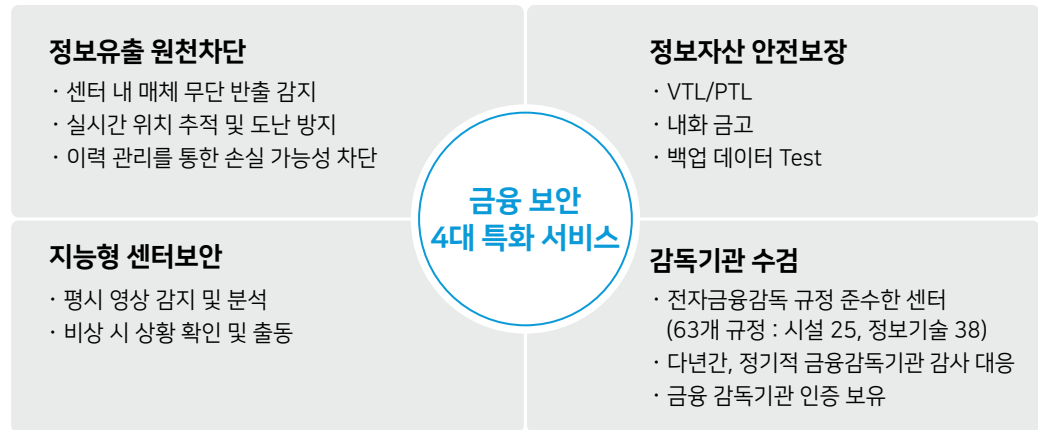 정보유출 원천차단
· 센터 내 매체 무단 반출 감지
· 실시간 위치 추적 및 도난 방지
· 이력 관리를 통한 손실 가능성 차단
정보자산 안전보장
· VTL/PTL
· 내화 금고
· 백업 데이터 Test
금융 보안
4대 특화 서비스
지능형 센터보안
· 평시 영상 감지 및 분석
· 비상 시 상황 확인 및 출동
감독기관 수검
· 전자금융감독 규정 준수한 센터
(63개 규정 : 시설 25, 정보기술 38)
· 다년간, 정기적 금융감독기관 감사 대응
· 금융 감독기관 인증 보유